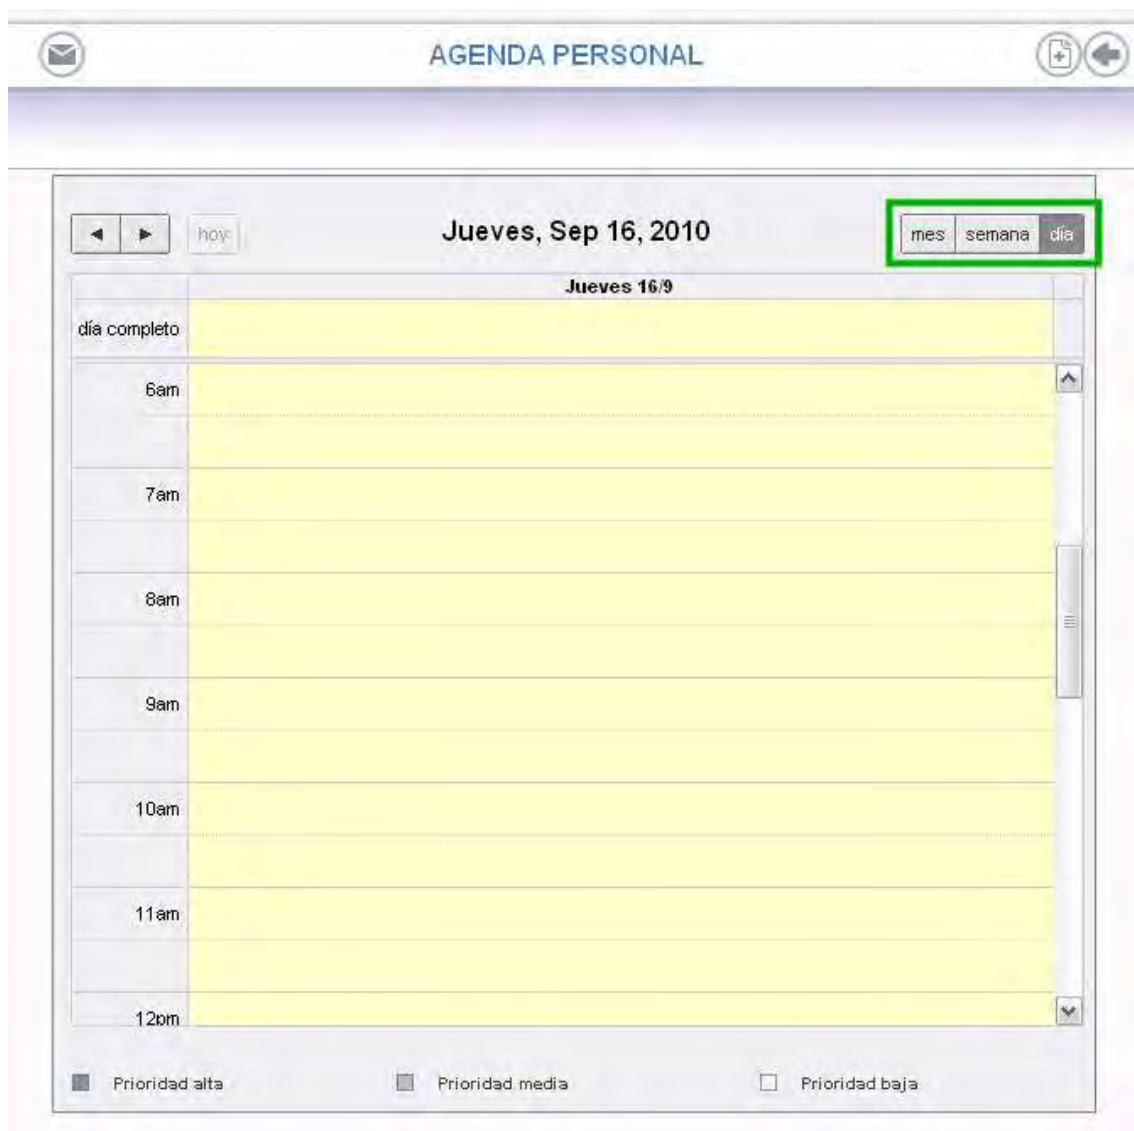 AGENDA PERSONAL
hoy
Jueves, Sep 16, 2010
mes semana día
Jueves 16/9
día completo
6am
7am
8am
9am
10am
11am
12pm
Prioridad alta Prioridad media Prioridad baja